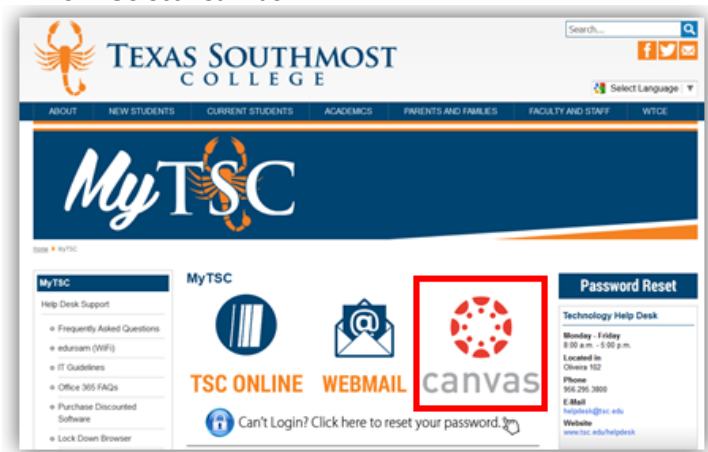 Search...
TEXAS SOUTHMOST
COLLEGE
Select Language ▼
ABOUT NEW STUDENTS CURRENT STUDENTS ACADEMICS PARENTS AND FAMILIES FACULTY AND STAFF WTCE
MyTSC
home MyTSC
MyTSC
Help Desk Support
Frequently Asked Questions
eduroam (WiFi)
IT Guidelines
Office 365 FAQs
Purchase Discounted
Software
Lock Down Browser
MyTSC
TSC ONLINE
WEBMAIL
canvas
Can't Login? Click here to reset your password.
Password Reset
Technology Help Desk
Monday - Friday
8:00 a.m. - 5:00 p.m.
Located in
Oliveira 102
Phone
956.295.3800
E-Mail
helpdesk@tsc.edu
Website
www.tsc.edu/helpdesk